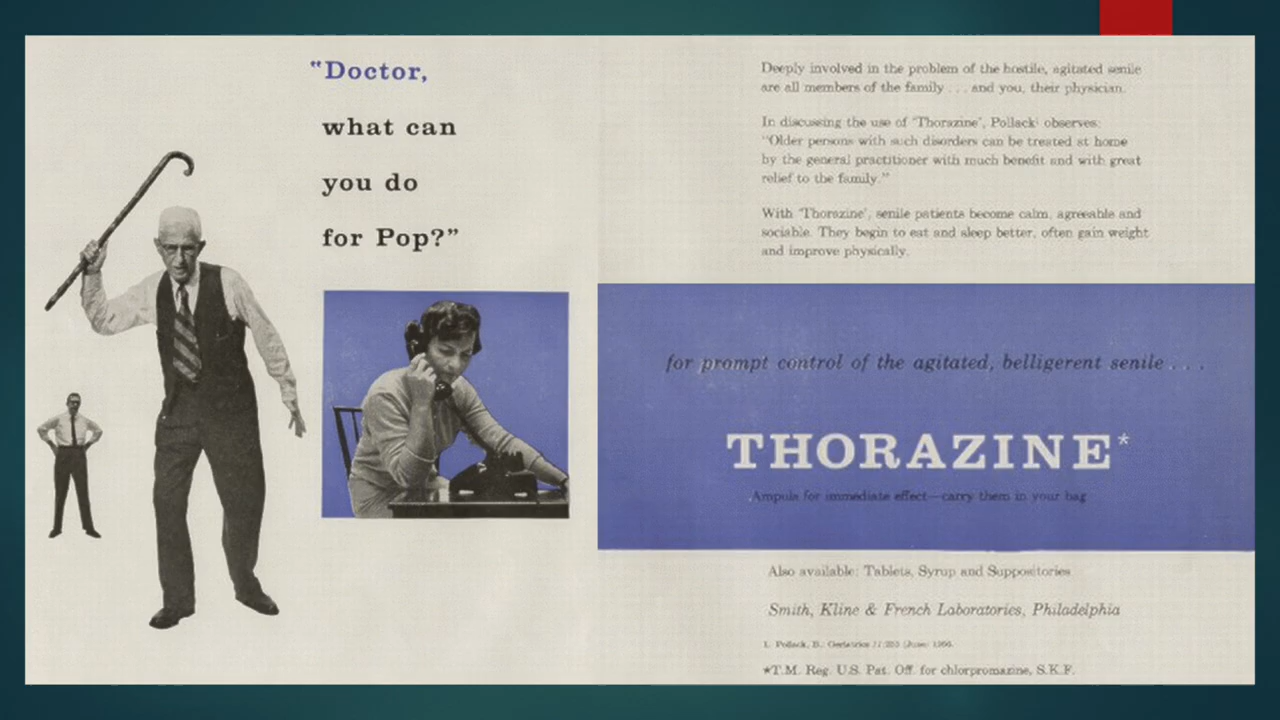 "Doctor,
what can
you do
for Pop?"
Deeply involved in the problem of the hostile, agitated senile
are all members of the family . . . and you, their physician.
In discussing the use of 'Thorazine', Pollack¹ observes:
"Older persons with such disorders can be treated at home
by the general practitioner with much benefit and with great
relief to the family."
With 'Thorazine', senile patients become calm, agreeable and
sociable. They begin to eat and sleep better, often gain weight
and improve physically.
for prompt control of the agitated, belligerent senile . . .
THORAZINE*
Ampuls for immediate effect—carry them in your bag
Also available: Tablets, Syrup and Suppositories
Smith, Kline & French Laboratories, Philadelphia
1. Pollack, B.: Geriatrics 11:253 (June)
★T.M. Reg. U.S. Pat. Off. for chlorpromazine, S.K.F.